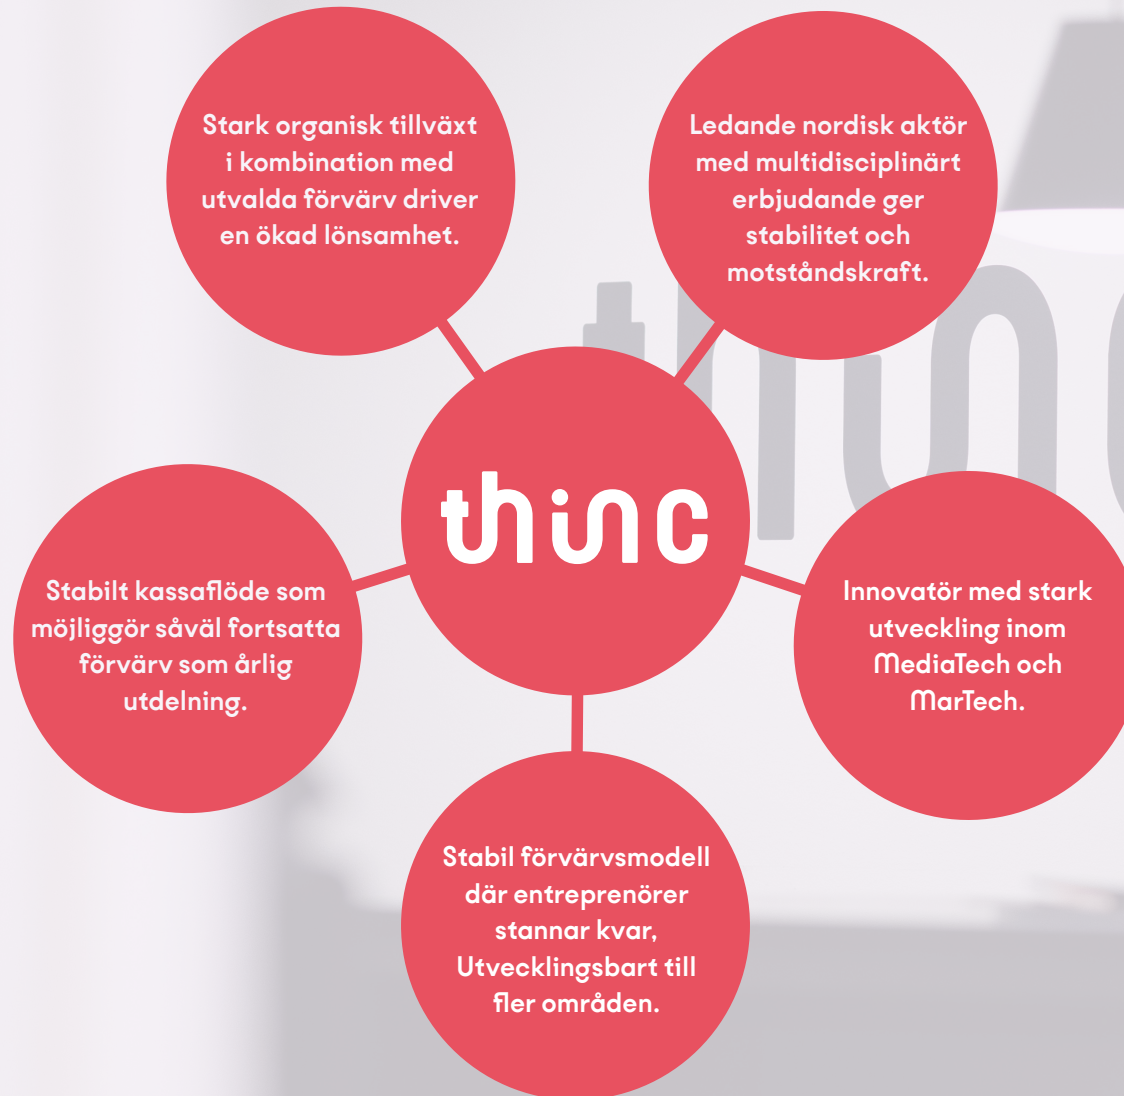 Stark organisk tillväxt
i kombination med
utvalda förvärv driver
en ökad lönsamhet.
Ledande nordisk aktör
med multidisciplinärt
erbjudande ger
stabilitet och
motståndskraft.
thinc
thinc
Stabilt kassaflöde som
möjliggör såväl fortsatta
förvärv som årlig
utdelning.
Innovatör med stark
utveckling inom
MediaTech och
MarTech.
Stabil förvärvsmodell
där entreprenörer
stannar kvar,
Utvecklingsbart till
fler områden.